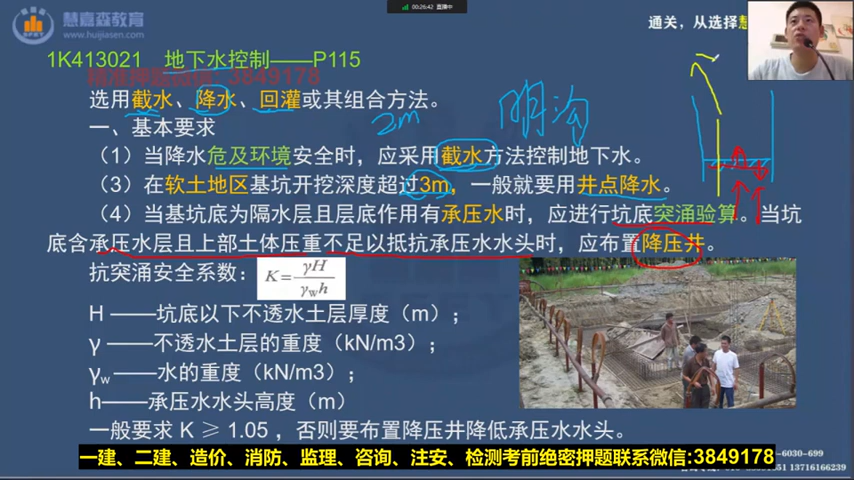 00:26:42 直播中
慧嘉森教育
www.huijiasen.com
通关，从选择慧
1K413021 地下水控制——P115
3849178
选用截水、降水、回灌或其组合方法。
2m
明沟
一、基本要求
（1）当降水危及环境安全时，应采用截水方法控制地下水。
（3）在软土地区基坑开挖深度超过3m，一般就要用井点降水。
（4）当基坑底为隔水层且层底作用有承压水时，应进行坑底突涌验算。当坑
底含承压水层且上部土体压重不足以抵抗承压水水头时，应布置降压井。
抗突涌安全系数：K=γH/γwh
H ——坑底以下不透水土层厚度（m）；
γ ——不透水土层的重度（kN/m3）；
γw ——水的重度（kN/m3）；
h——承压水水头高度（m）
一般要求 K ≥ 1.05 ，否则要布置降压井降低承压水水头。
-6030-699
一建、二建、造价、消防、监理、咨询、注安、检测考前绝密押题联系微信:3849178
13716166239